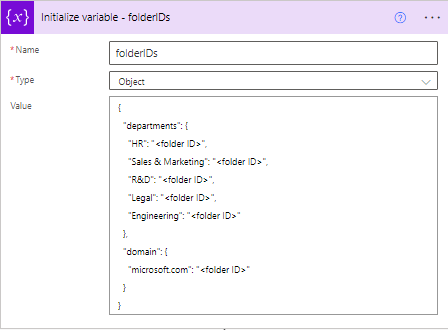 {x} Initialize variable - folderIDs ? ...
* Name folderIDs
* Type Object
Value {
"departments": {
"HR": "<folder ID>",
"Sales & Marketing": "<folder ID>",
"R&D": "<folder ID>",
"Legal": "<folder ID>",
"Engineering": "<folder ID>"
},
"domain": {
"microsoft.com": "<folder ID>"
}
}